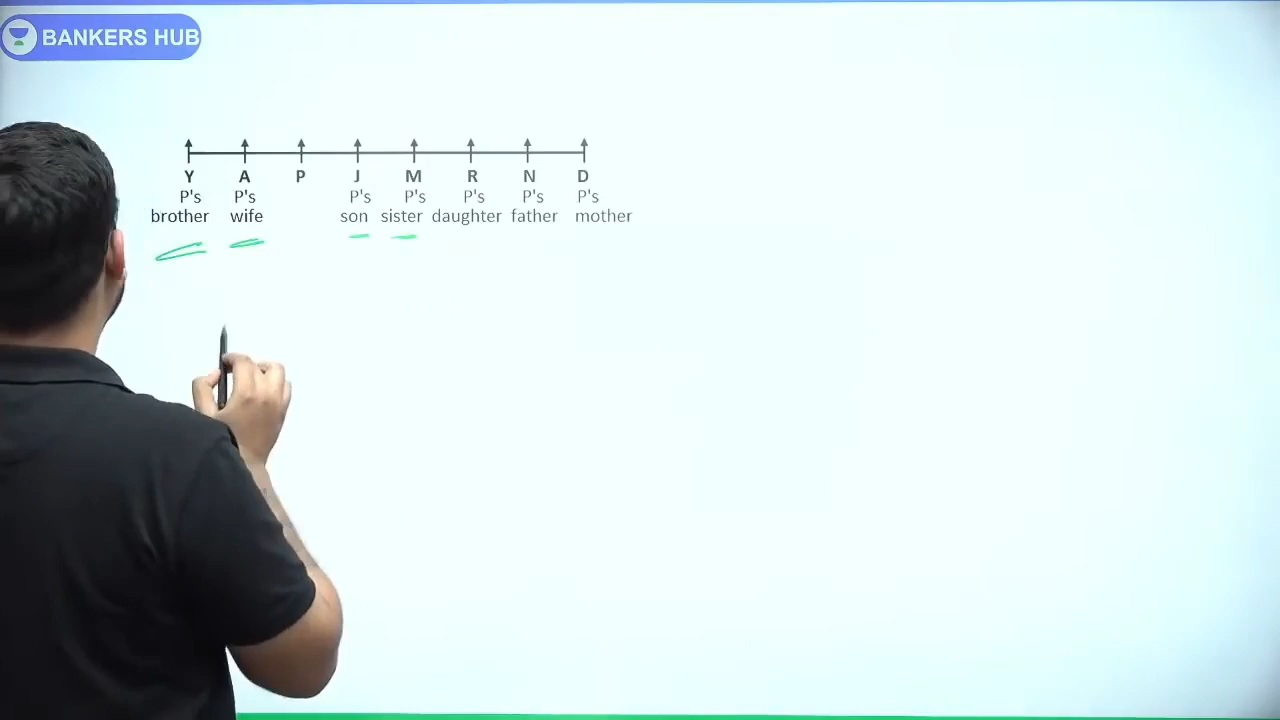 BANKERS HUB
Y A P J M R N D
P's P's P's P's P's P's P's
brother wife son sister daughter father mother